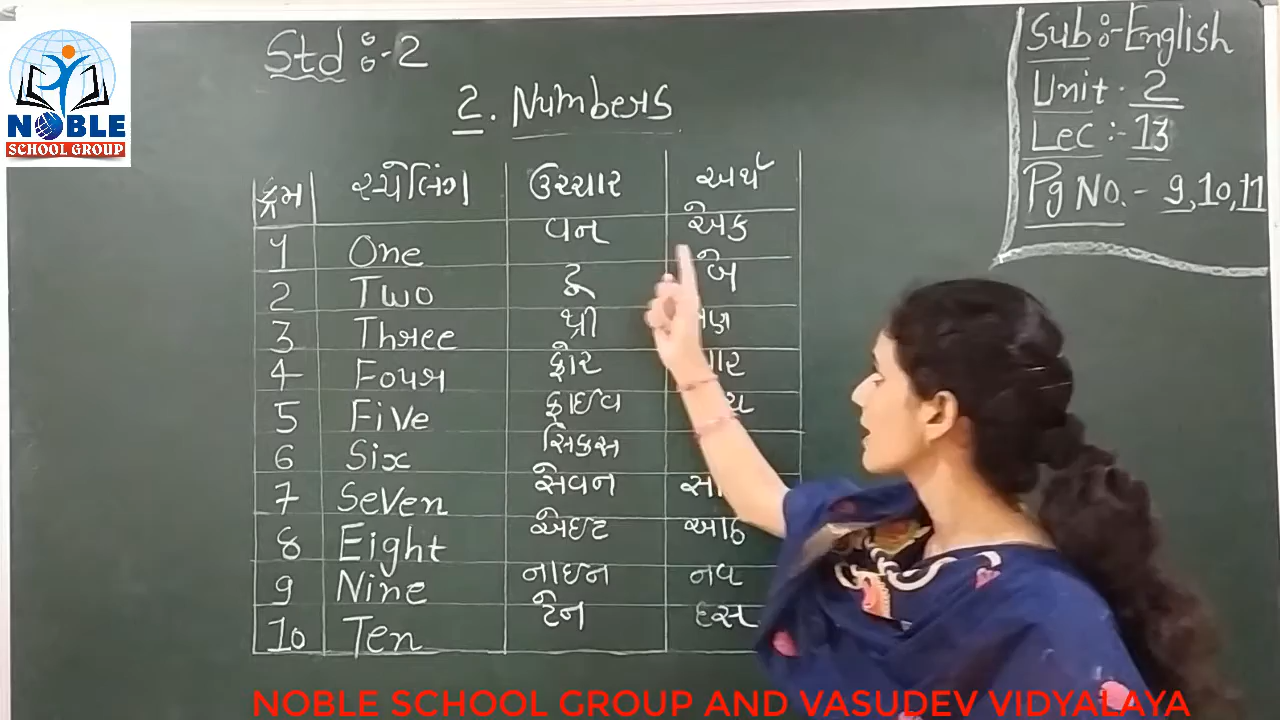 NOBLE
SCHOOL GROUP
Std :- 2
2. Numbers
Sub :- English
Unit . 2
Lec :- 13
Pg No. - 9,10,11
ક્રમ સ્પેલિંગ ઉચ્ચાર અર્થ
1 One વન એક
2 Two ટૂ બે
3 Three થ્રી
4 Four ફોર
5 Five ફાઈવ
6 Six સિક્સ
7 Seven સેવન
8 Eight એઇટ આઠ
9 Nine નાઇન નવ
10 Ten ટેન દસ
NOBLE SCHOOL GROUP AND VASUDEV VIDYALAYA